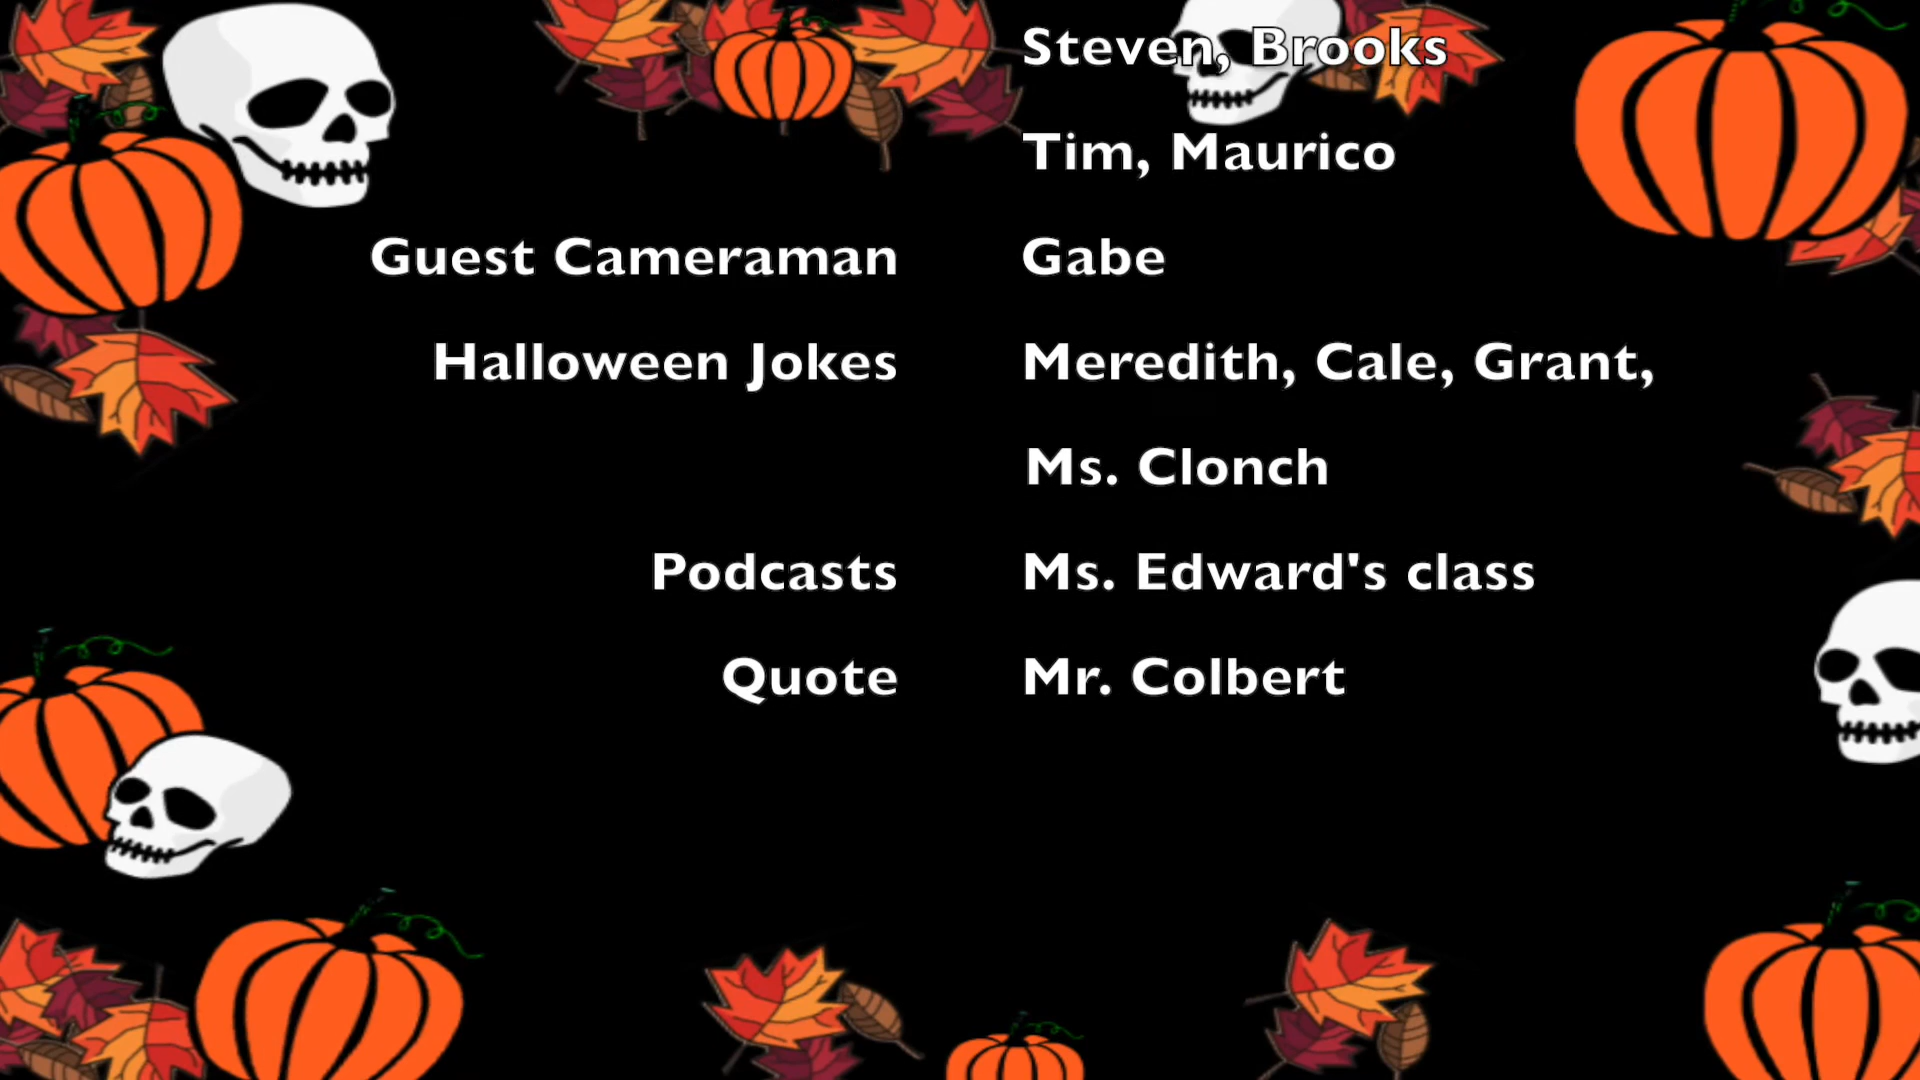 Steven, Brooks
Tim, Maurico
Guest Cameraman Gabe
Halloween Jokes Meredith, Cale, Grant,
Ms. Clonch
Podcasts Ms. Edward's class
Quote Mr. Colbert